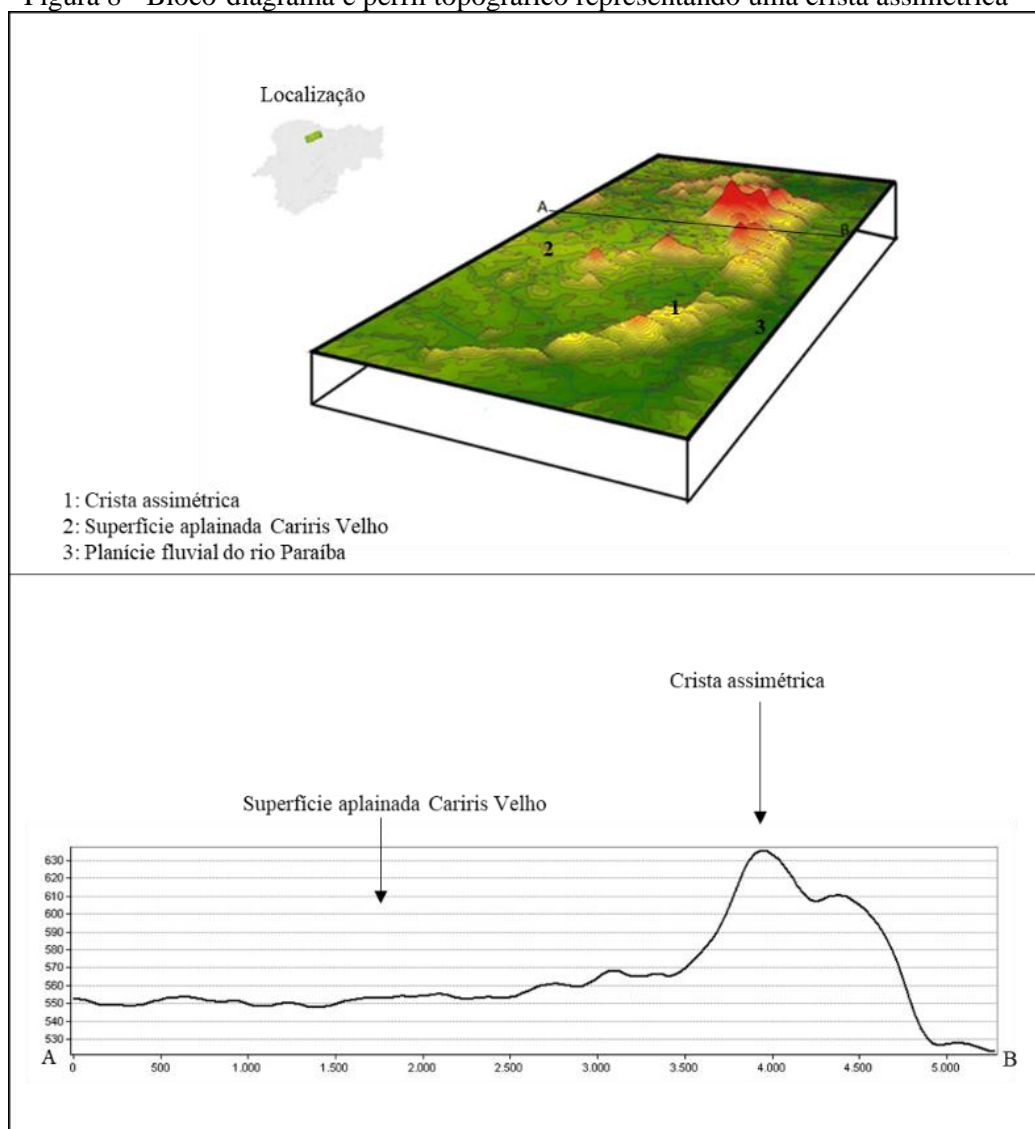 Figura 8 - Bloco-diagrama e perfil topográfico representando uma crista assimétrica
Localização
A
B
2
1
3
1: Crista assimétrica
2: Superfície aplainada Cariris Velho
3: Planície fluvial do rio Paraíba
Crista assimétrica
Superfície aplainada Cariris Velho
630
620
610
600
590
580
570
560
550
540
530
A
B
0 500 1.000 1.500 2.000 2.500 3.000 3.500 4.000 4.500 5.000